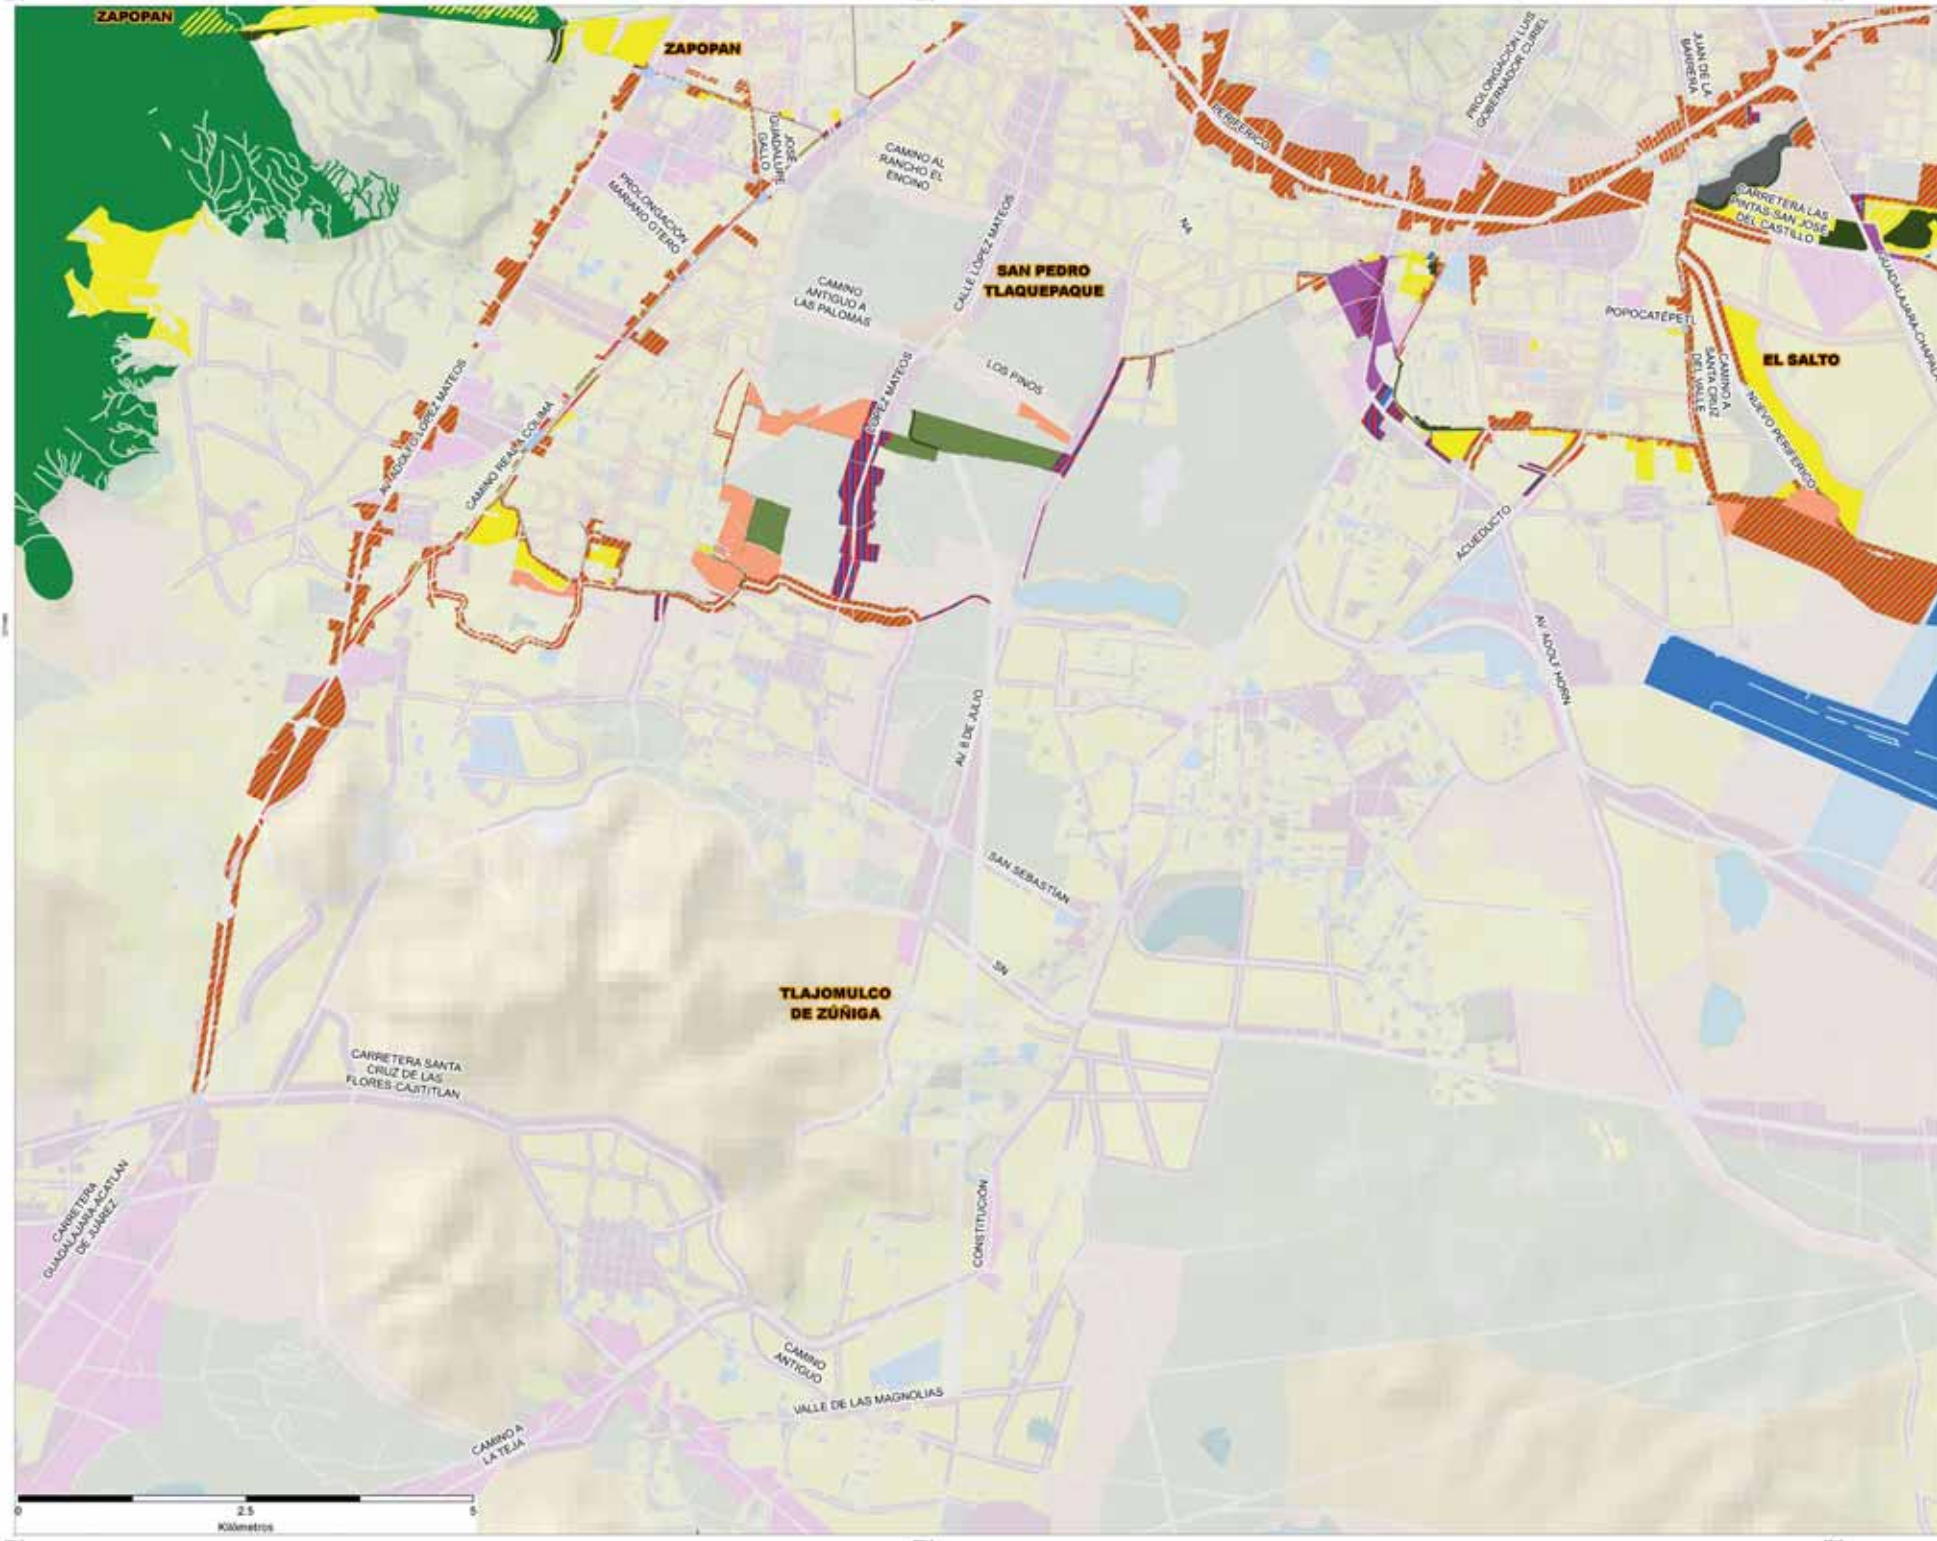 ZAPOPAN
ZAPOPAN
PROLONGACIÓN LUIS
GOBERNADOR CURIEL
JUAN DE LA
BARRERA
PERIFERICO
JOSÉ
GUADALUPE
GALLO
CAMINO AL
RANCHO EL
ENCINO
PROLONGACIÓN
MARIANO OTERO
CARRETERA LAS
PINTAS-SAN JOSÉ
DEL CASTILLO
NA
CALLE LÓPEZ MATEOS
SAN PEDRO
TLAQUEPAQUE
CAMINO
ANTIGUO A
LAS PALOMAS
POPOCATÉPETL
EL SALTO
LOS PINOS
LÓPEZ MATEOS
CAMINO A
SANTA CRUZ
DEL VALLE
NUEVO PERIFERICO
AV ADOLFO LÓPEZ MATEOS
CAMINO REAL A COLIMA
ACUEDUCTO
AV. ADOLF HORN
AV. 8 DE JULIO
SAN SEBASTÍAN
SN
TLAJOMULCO
DE ZÚÑIGA
CARRETERA SANTA
CRUZ DE LAS
FLORES-CAJITITLAN
CARRETERA
GUADALAJARA-ACATLÁN
DE JUÁREZ
CONSTITUCIÓN
CAMINO
ANTIGUO
VALLE DE LAS MAGNOLIAS
CAMINO A
LA TEJA
0 2.5 5
Kilómetros